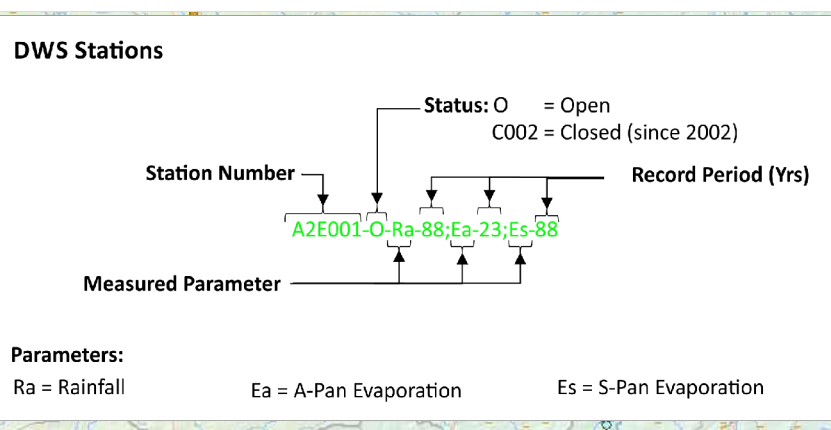 DWS Stations
Status: O = Open
C002 = Closed (since 2002)
Station Number
Record Period (Yrs)
A2E001-O-Ra-88;Ea-23;Es-88
Measured Parameter
Parameters:
Ra = Rainfall
Ea = A-Pan Evaporation
Es = S-Pan Evaporation